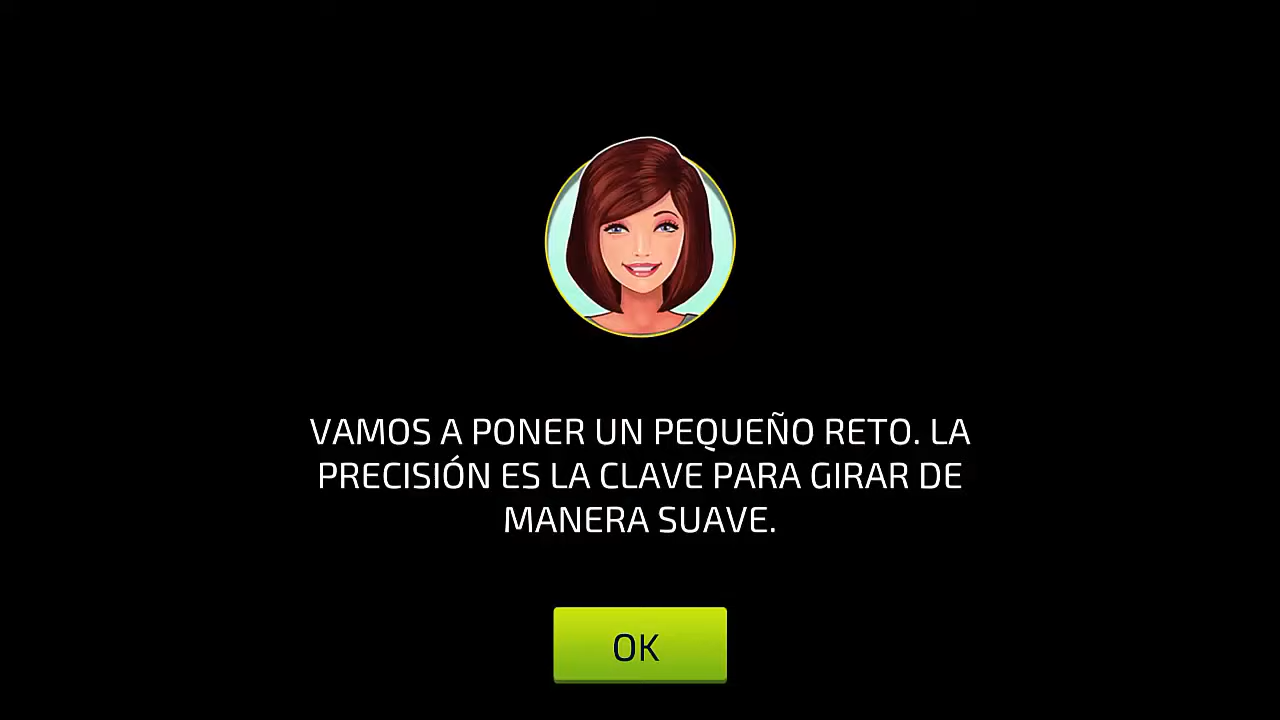 VAMOS A PONER UN PEQUEÑO RETO. LA
PRECISIÓN ES LA CLAVE PARA GIRAR DE
MANERA SUAVE.
OK